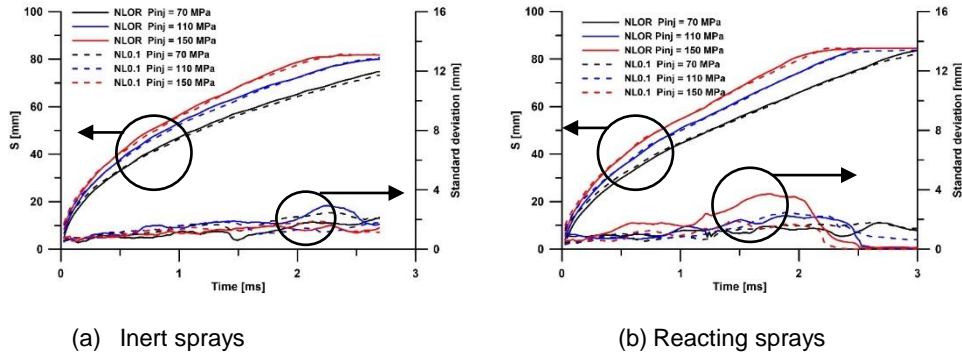 100
80
60
40
20
0
S [mm]
NLOR Pinj = 70 MPa
NLOR Pinj = 110 MPa
NLOR Pinj = 150 MPa
NL0.1 Pinj = 70 MPa
NL0.1 Pinj = 110 MPa
NL0.1 Pinj = 150 MPa
16
12
8
4
0
Standard deviation [mm]
0 1 2 3
Time [ms]
(a) Inert sprays
100
80
60
40
20
0
S [mm]
NLOR Pinj = 70 MPa
NLOR Pinj = 110 MPa
NLOR Pinj = 150 MPa
NL0.1 Pinj = 70 MPa
NL0.1 Pinj = 110 MPa
NL0.1 Pinj = 150 MPa
16
12
8
4
0
Standard deviation [mm]
0 1 2 3
Time [ms]
(b) Reacting sprays